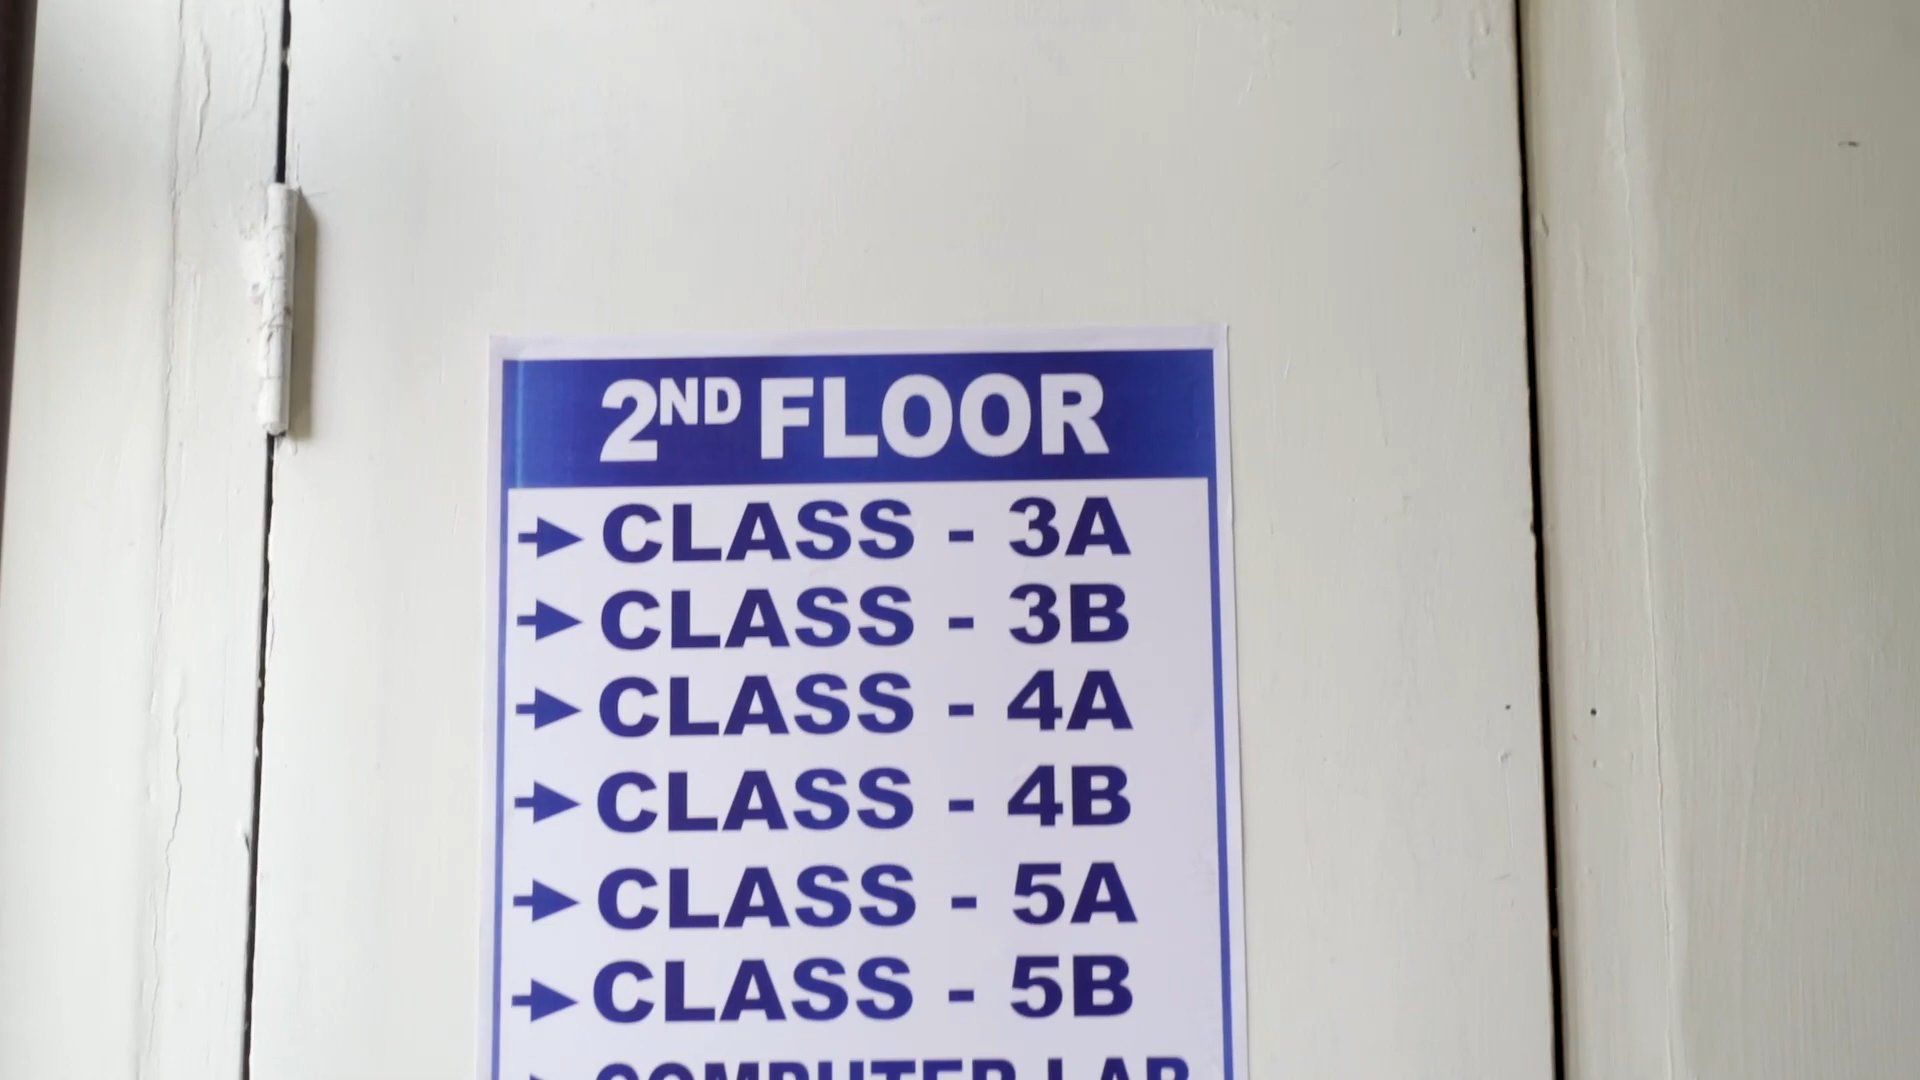 2ND FLOOR
CLASS - 3A
CLASS - 3B
CLASS - 4A
CLASS - 4B
CLASS - 5A
CLASS - 5B
COMPUTER LAB